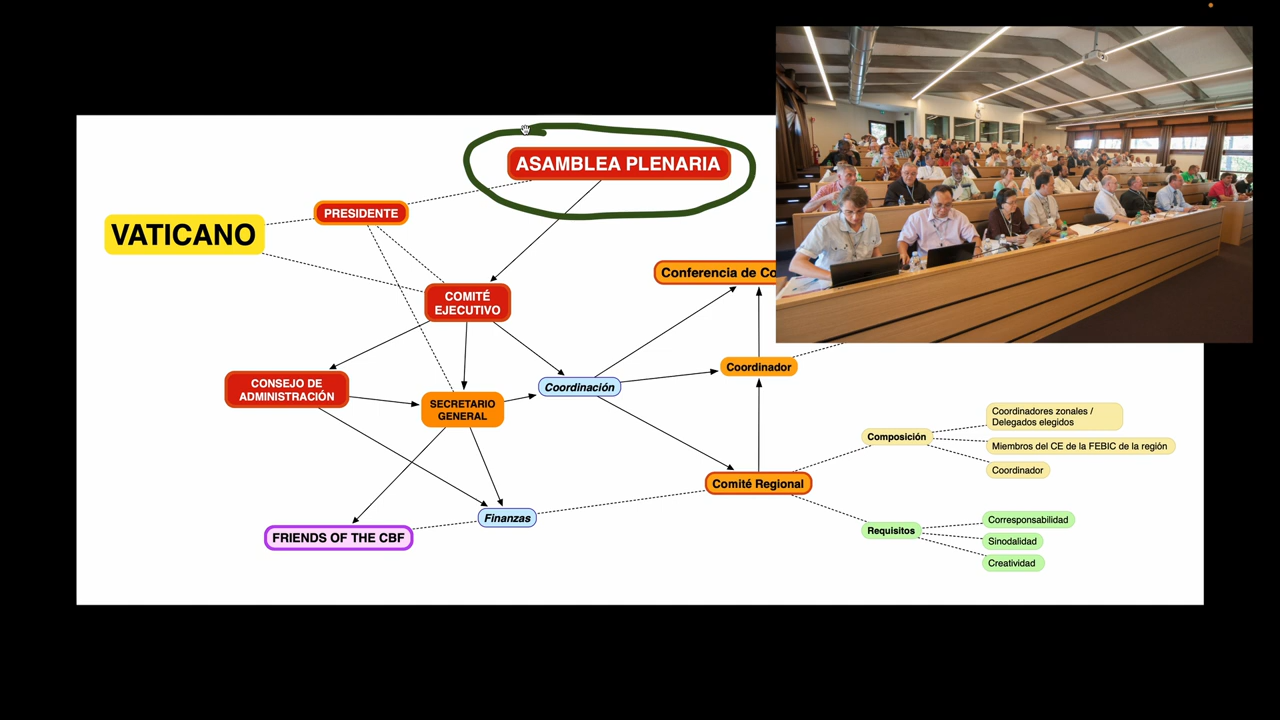 ASAMBLEA PLENARIA
PRESIDENTE
VATICANO
Conferencia de
COMITÉ
EJECUTIVO
Coordinador
CONSEJO DE
ADMINISTRACIÓN
Coordinación
SECRETARIO
GENERAL
Coordinadores zonales /
Delegados elegidos
Composición
Miembros del CE de la FEBIC de la región
Coordinador
Comité Regional
Finanzas
Corresponsabilidad
Requisitos
FRIENDS OF THE CBF
Sinodalidad
Creatividad